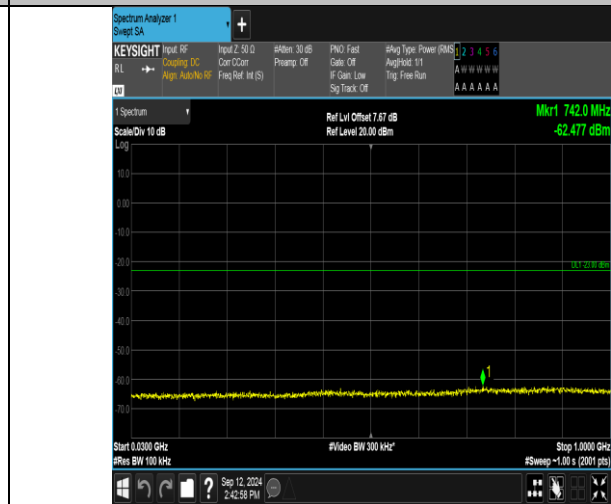 Spectrum Analyzer 1
Swept SA
+
KEYSIGHT
RL
LXI
Input: RF
Coupling: DC
Align: Auto/No RF
Input Z: 50 Ω
Corr CCorr
Freq Ref: Int (S)
#Atten: 30 dB
Preamp: Off
PNO: Fast
Gate: Off
IF Gain: Low
Sig Track: Off
#Avg Type: Power (RMS
Avg|Hold: 1/1
Trig: Free Run
1 2 3 4 5 6
A W W W W W
A A A A A A
1 Spectrum
Scale/Div 10 dB
Log
Ref Lvl Offset 7.67 dB
Ref Level 20.00 dBm
Mkr1 742.0 MHz
-62.477 dBm
10.0
0.00
-10.0
-20.0
DL1 -23.00 dBm
-30.0
-40.0
-50.0
-60.0
1
-70.0
Start 0.0300 GHz
#Res BW 100 kHz
#Video BW 300 kHz*
Stop 1.0000 GHz
#Sweep ~1.00 s (2001 pts)
?
Sep 12, 2024
2:42:58 PM